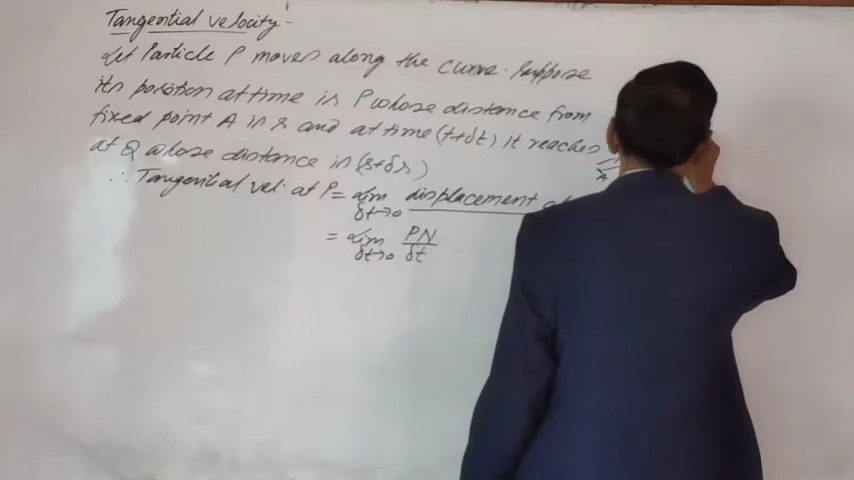 Tangential velocity:-
Let Particle P moves along the curve. Suppose
its position at time is P whose distance from
fixed point A is s and at time (t+δt) it reaches
at Q whose distance is (s+δs)
∴ Tangential vel. at P = lim δt→0 displacement
= lim δt→0 PN/δt
A